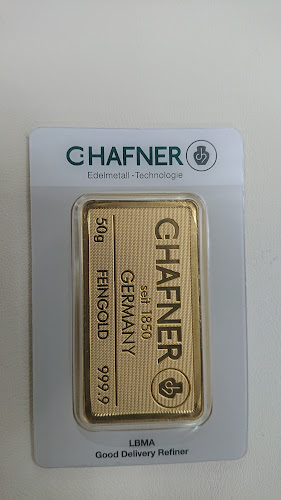 C·HAFNER
Edelmetall·Technologie
C·HAFNER
seit 1850
GERMANY
50g FEINGOLD 999.9
LBMA
Good Delivery Refiner